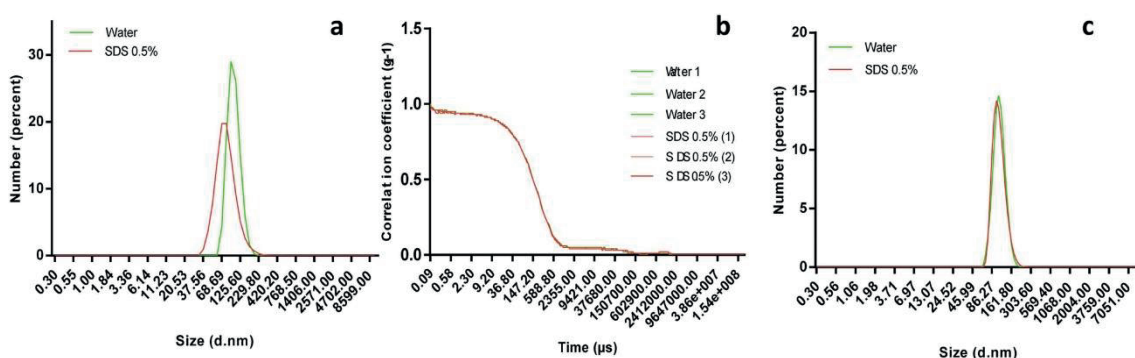 a
Water
SDS 0.5%
Number (percent)
30
20
10
0
0.30
0.55
1.00
1.84
3.36
6.14
11.23
20.53
37.56
68.69
125.60
229.80
420.20
768.50
1406.00
2571.00
4702.00
8599.00
Size (d.nm)
b
Correlation coefficient (g-1)
1.5
1.0
0.5
0.0
Water 1
Water 2
Water 3
SDS 0.5% (1)
S DS 0.5% (2)
S DS 05% (3)
0.09
0.58
2.30
9.20
36.80
147.20
588.80
2355.00
9421.00
37680.00
150700.00
602900.00
2412000.00
9647000.00
3.86e+007
1.54e+008
Time (µs)
c
Water
SDS 0.5%
Number (percent)
20
15
10
5
0
0.30
0.56
1.06
1.98
3.71
6.97
13.07
24.52
45.99
86.27
161.80
303.60
569.40
1068.00
2004.00
3759.00
7051.00
Size (d.nm)